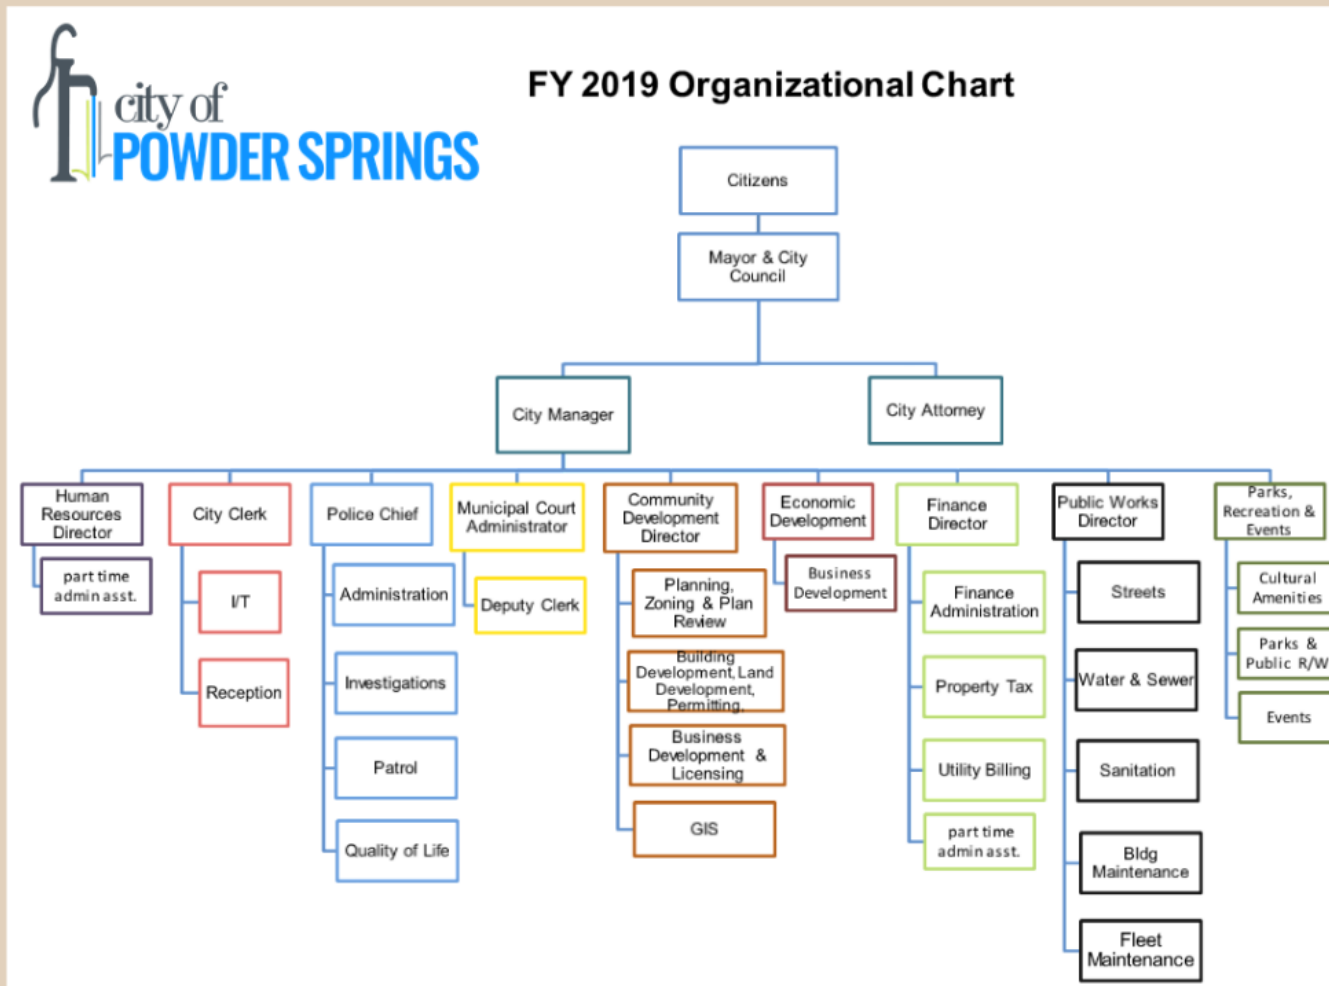 city of
POWDER SPRINGS
FY 2019 Organizational Chart
Citizens
Mayor & City
Council
City Manager
City Attorney
Human
Resources
Director
part time
admin asst.
City Clerk
I/T
Reception
Police Chief
Administration
Investigations
Patrol
Quality of Life
Municipal Court
Administrator
Deputy Clerk
Community
Development
Director
Planning,
Zoning & Plan
Review
Building
Development, Land
Development,
Permitting,
Business
Development &
Licensing
GIS
Economic
Development
Business
Development
Finance
Director
Finance
Administration
Property Tax
Utility Billing
part time
admin asst.
Public Works
Director
Streets
Water & Sewer
Sanitation
Bldg
Maintenance
Fleet
Maintenance
Parks,
Recreation &
Events
Cultural
Amenities
Parks &
Public R/W
Events